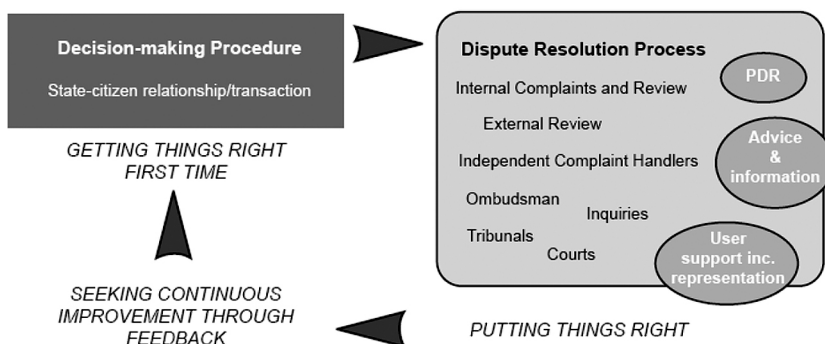 Decision-making Procedure
State-citizen relationship/transaction
GETTING THINGS RIGHT
FIRST TIME
Dispute Resolution Process
Internal Complaints and Review
External Review
Independent Complaint Handlers
Ombudsman
Inquiries
Tribunals
Courts
PDR
Advice
&
information
User
support inc.
representation
PUTTING THINGS RIGHT
SEEKING CONTINUOUS
IMPROVEMENT THROUGH
FEEDBACK